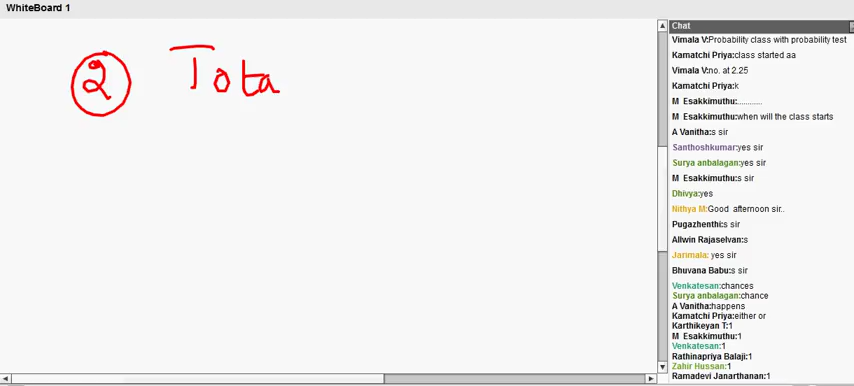 WhiteBoard 1
② Tota
Chat
Vimala V:Probability class with probability test
Kamatchi Priya:class started aa
Vimala V:no. at 2.25
Kamatchi Priya:k
M Esakkimuthu:............
M Esakkimuthu:when will the class starts
A Vanitha:s sir
Santhoshkumar:yes sir
Surya anbalagan:yes sir
M Esakkimuthu:s sir
Dhivya:yes
Nithya M:Good afternoon sir..
Pugazhenthi:s sir
Allwin Rajaselvan:s
Jarimala: yes sir
Bhuvana Babu:s sir
Venkatesan:chances
Surya anbalagan:chance
A Vanitha:happens
Kamatchi Priya:either or
Karthikeyan T:1
M Esakkimuthu:1
Venkatesan:1
Rathinapriya Balaji:1
Zahir Hussan:1
Ramadevi Janarthanan:1